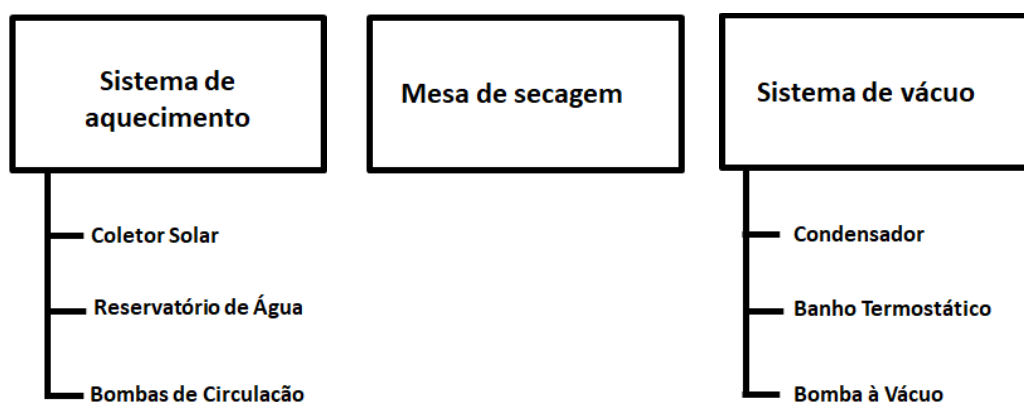 Sistema de
aquecimento
Mesa de secagem
Sistema de vácuo
Coletor Solar
Reservatório de Água
Bombas de Circulação
Condensador
Banho Termostático
Bomba à Vácuo